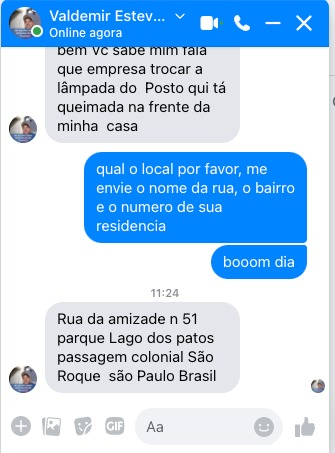 Valdemir Estev...
Online agora
bem Vc sabe mim fala
que empresa trocar a
lâmpada do Posto qui tá
queimada na frente da
minha casa
qual o local por favor, me
envie o nome da rua, o bairro
e o numero de sua
residencia
booom dia
11:24
Rua da amizade n 51
parque Lago dos patos
passagem colonial São
Roque são Paulo Brasil
GIF
Aa